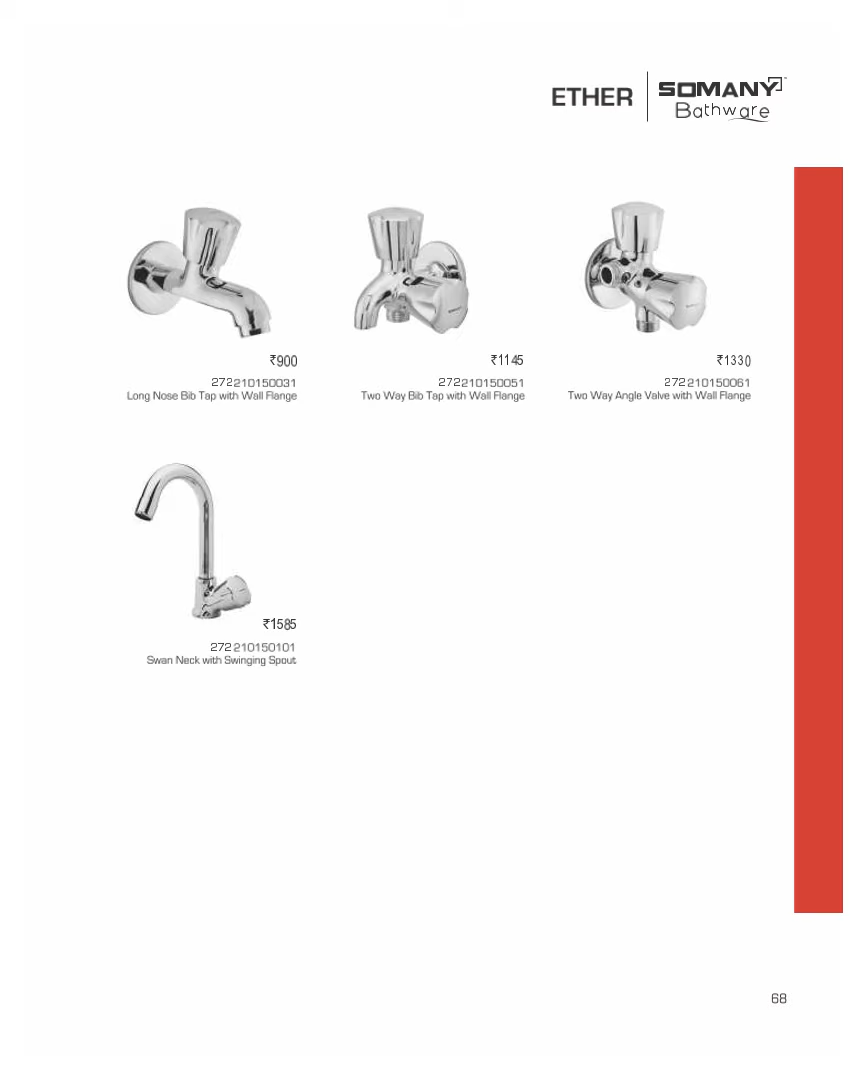 ETHER
SOMANY
Bathware
₹900
272210150031
Long Nose Bib Tap with Wall Flange
₹1145
272210150051
Two Way Bib Tap with Wall Flange
₹1330
272210150061
Two Way Angle Valve with Wall Flange
₹1585
272210150101
Swan Neck with Swinging Spout
68